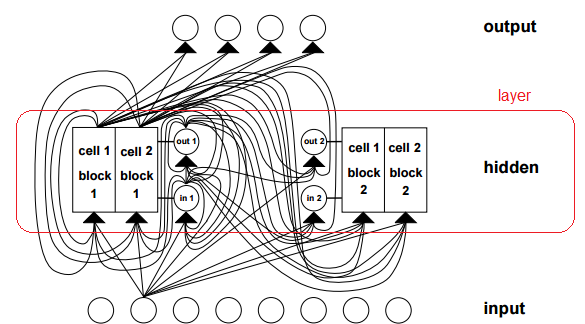 output
layer
hidden
cell 1
block
1
cell 2
block
1
out 1
in 1
out 2
in 2
cell 1
block
2
cell 2
block
2
input